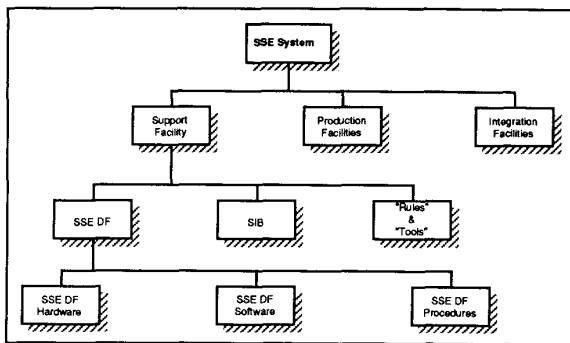 SSE System
Support
Facility
Production
Facilities
Integration
Facilities
SSE DF
SIB
"Rules"
&
"Tools"
SSE DF
Hardware
SSE DF
Software
SSE DF
Procedures